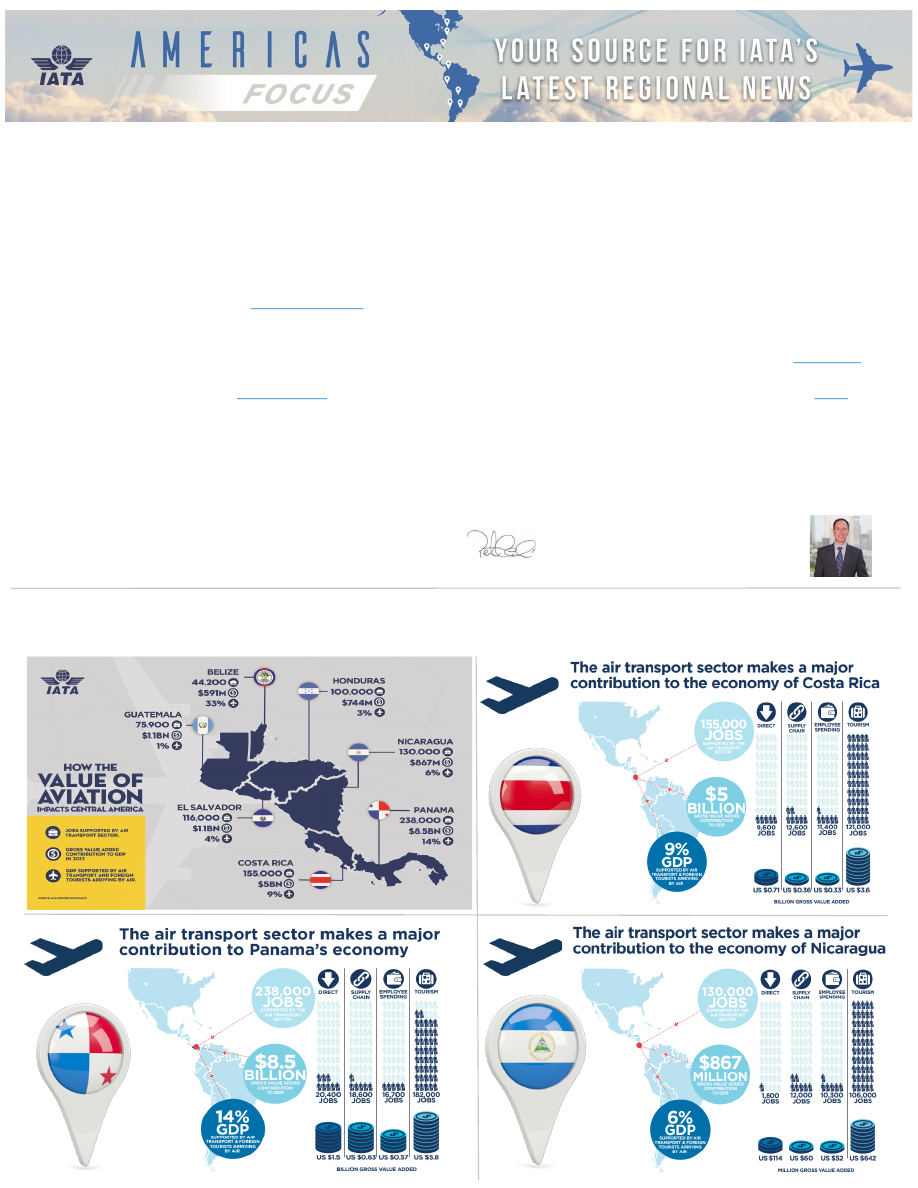 IATA
AMERICAS
FOCUS
YOUR SOURCE FOR IATA'S
LATEST REGIONAL NEWS
IATA
BELIZE
44.200
$591M
33%
HONDURAS
100,000
$744M
3%
GUATEMALA
75.900
$1.1BN
1%
NICARAGUA
130,000
$867M
6%
HOW THE
VALUE OF
AVIATION
IMPACTS CENTRAL AMERICA
EL SALVADOR
116,000
$1.1BN
4%
PANAMA
238,000
$8.5BN
14%
COSTA RICA
155.000
$5BN
9%
JOBS SUPPORTED BY AIR
TRANSPORT SECTOR.
GROSS VALUE ADDED
CONTRIBUTION TO GDP
IN 2017.
GDP SUPPORTED BY AIR
TRANSPORT AND FOREIGN
TOURISTS ARRIVING BY AIR.
The air transport sector makes a major
contribution to the economy of Costa Rica
155,000
JOBS
SUPPORTED BY THE
AIR TRANSPORT
SECTOR
$5
BILLION
GROSS VALUE ADDED
CONTRIBUTION
TO GDP
9%
GDP
SUPPORTED BY AIR
TRANSPORT & FOREIGN
TOURISTS ARRIVING
BY AIR
DIRECT
SUPPLY
CHAIN
EMPLOYEE
SPENDING
TOURISM
9,600
JOBS
12,600
JOBS
11,400
JOBS
121,000
JOBS
US $0.71
US $0.36
US $0.33
US $3.6
BILLION GROSS VALUE ADDED
The air transport sector makes a major
contribution to Panama's economy
238,000
JOBS
SUPPORTED BY THE
AIR TRANSPORT
SECTOR
$8.5
BILLION
GROSS VALUE ADDED
CONTRIBUTION
TO GDP
14%
GDP
SUPPORTED BY AIR
TRANSPORT & FOREIGN
TOURISTS ARRIVING
BY AIR
DIRECT
SUPPLY
CHAIN
EMPLOYEE
SPENDING
TOURISM
20,400
JOBS
18,600
JOBS
16,700
JOBS
182,000
JOBS
US $1.5
US $0.63
US $0.57
US $5.8
BILLION GROSS VALUE ADDED
The air transport sector makes a major
contribution to the economy of Nicaragua
130,000
JOBS
SUPPORTED BY THE
AIR TRANSPORT
SECTOR
$867
MILLION
GROSS VALUE ADDED
CONTRIBUTION
TO GDP
6%
GDP
SUPPORTED BY AIR
TRANSPORT & FOREIGN
TOURISTS ARRIVING
BY AIR
DIRECT
SUPPLY
CHAIN
EMPLOYEE
SPENDING
TOURISM
1,800
JOBS
12,000
JOBS
10,300
JOBS
106,000
JOBS
US $114
US $60
US $52
US $642
MILLION GROSS VALUE ADDED